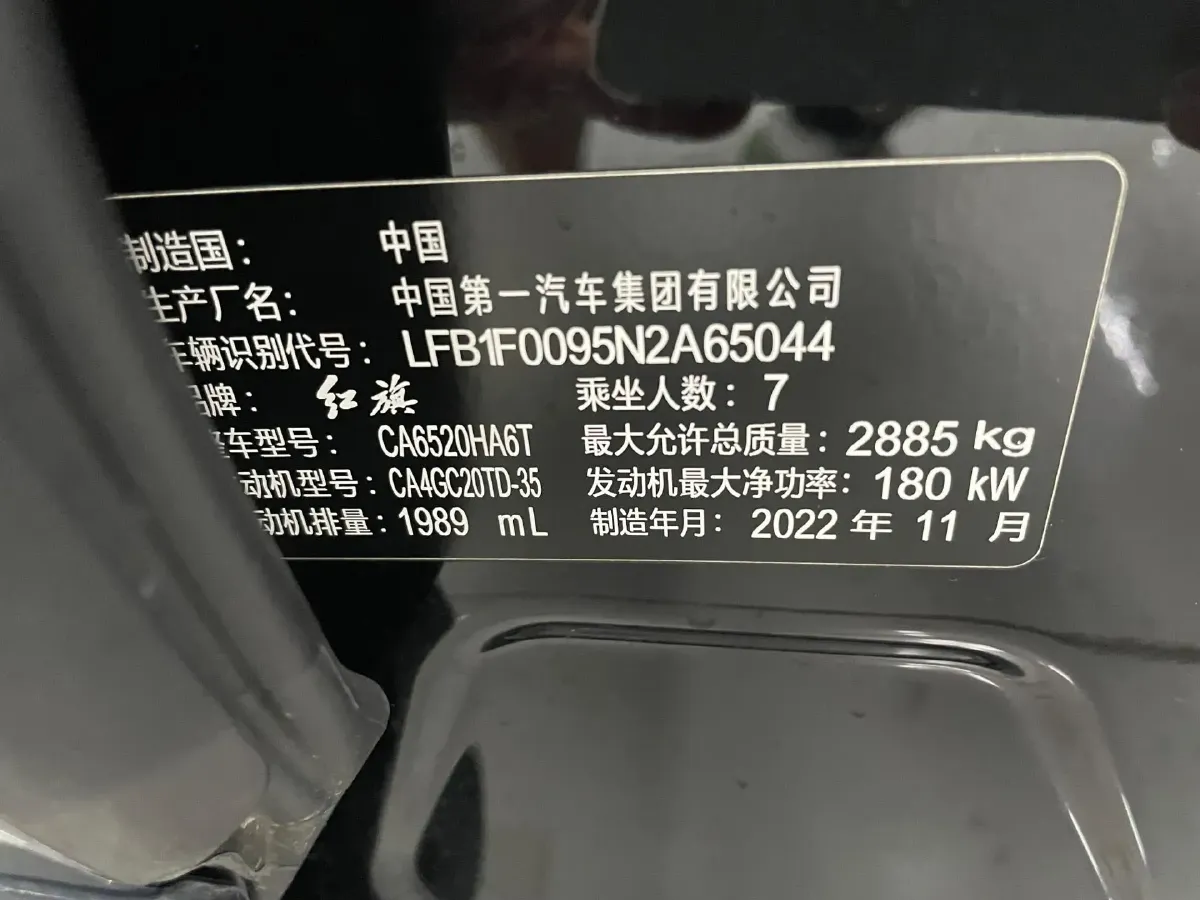 制造国： 中国
生产厂名： 中国第一汽车集团有限公司
车辆识别代号： LFB1F0095N2A65044
品牌： 红旗 乘坐人数：7
整车型号： CA6520HA6T 最大允许总质量：2885 kg
动机型号：CA4GC20TD-35 发动机最大净功率：180 kW
动机排量：1989 mL 制造年月：2022 年 11 月